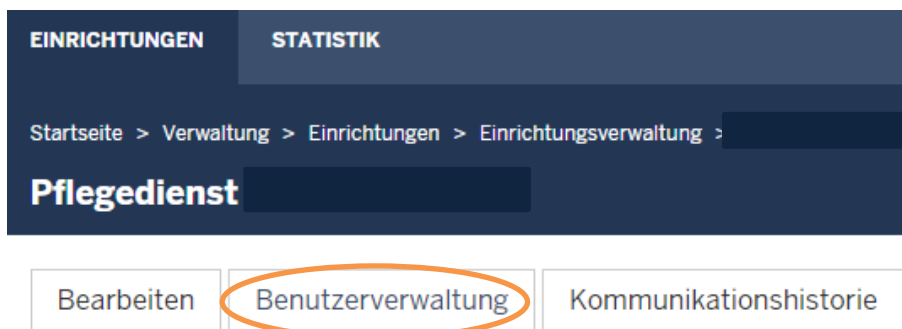 EINRICHTUNGEN STATISTIK
Startseite > Verwaltung > Einrichtungen > Einrichtungsverwaltung >
Pflegedienst
Bearbeiten Benutzerverwaltung Kommunikationshistorie